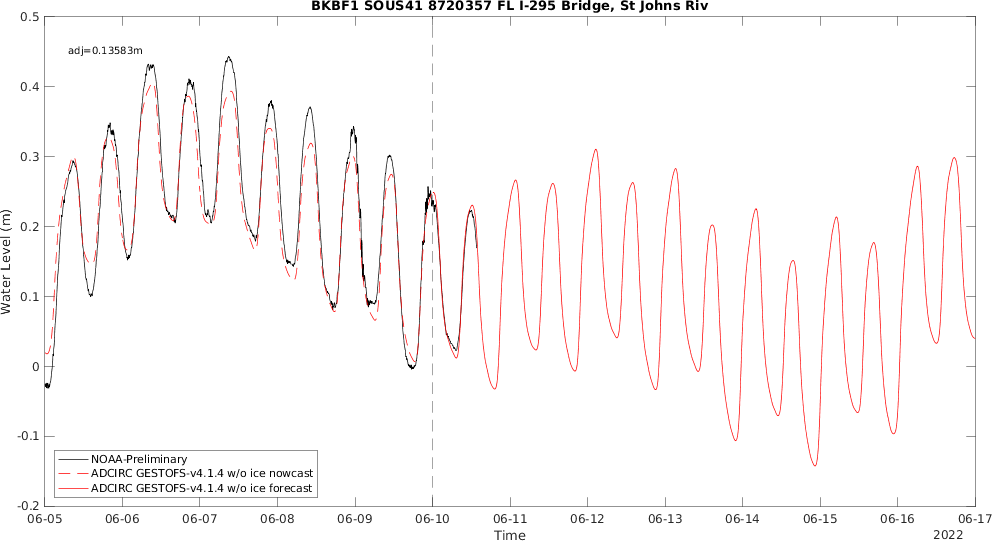 BKBF1 SOUS41 8720357 FL I-295 Bridge, St Johns Riv
adj=0.13583m
0.5
0.4
0.3
0.2
0.1
0
-0.1
-0.2
Water Level (m)
NOAA-Preliminary
ADCIRC GESTOFS-v4.1.4 w/o ice nowcast
ADCIRC GESTOFS-v4.1.4 w/o ice forecast
06-05 06-06 06-07 06-08 06-09 06-10 06-11 06-12 06-13 06-14 06-15 06-16 06-17
Time
2022